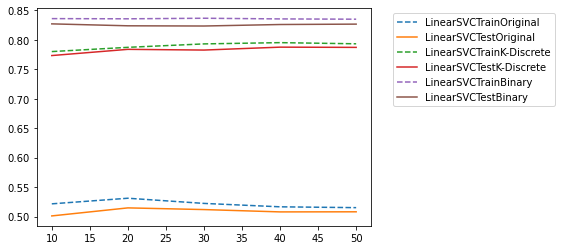 0.85
0.80
0.75
0.70
0.65
0.60
0.55
0.50
10 15 20 25 30 35 40 45 50
LinearSVCTrainOriginal
LinearSVCTestOriginal
LinearSVCTrainK-Discrete
LinearSVCTestK-Discrete
LinearSVCTrainBinary
LinearSVCTestBinary